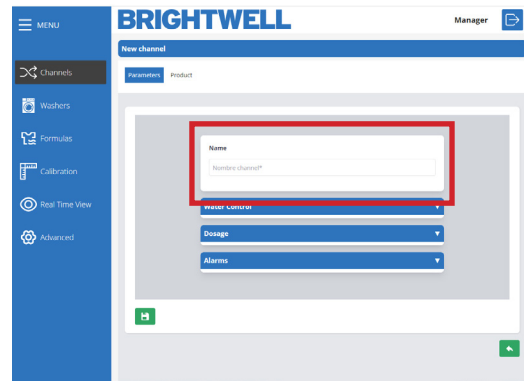 MENU
BRIGHTWELL
Manager
New channel
Channels
Parameters Product
Washers
Formulas
Name
Nombre channel*
Calibration
Real Time View
Water Control
Advanced
Dosage
Alarms